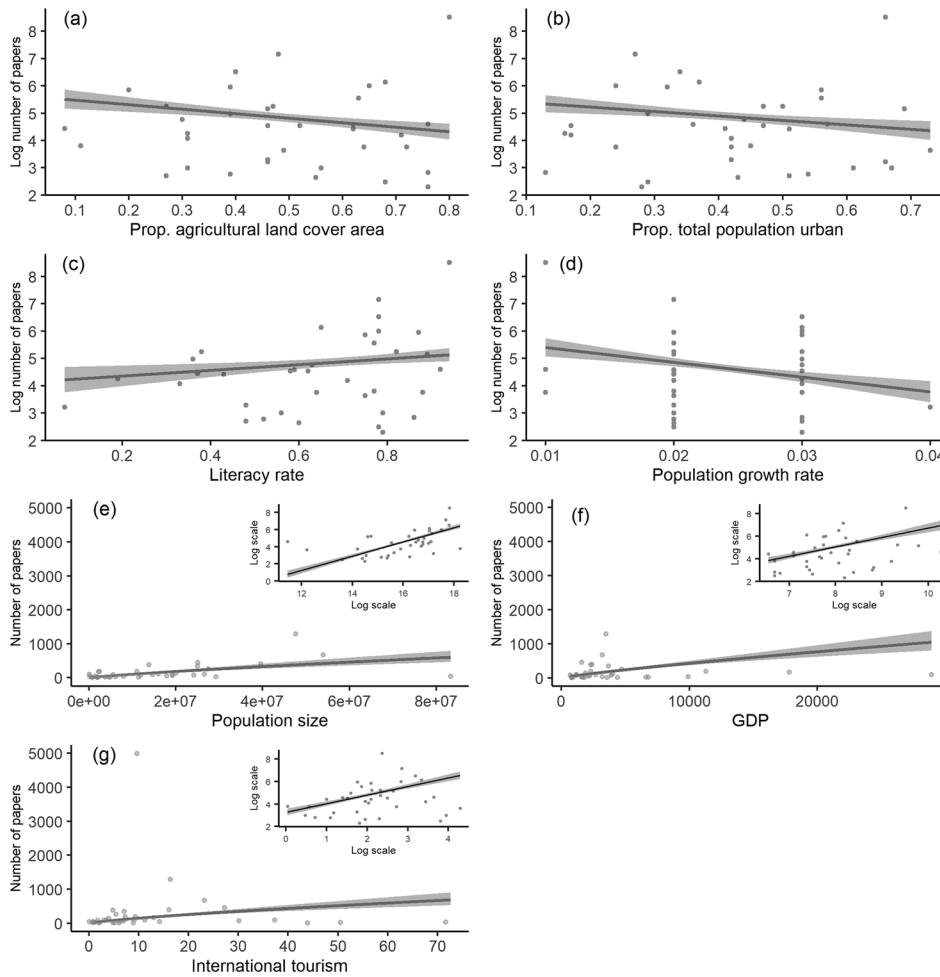 (a)
Log number of papers
8
7
6
5
4
3
2
0.1 0.2 0.3 0.4 0.5 0.6 0.7 0.8
Prop. agricultural land cover area
(b)
Log number of papers
8
7
6
5
4
3
2
0.1 0.2 0.3 0.4 0.5 0.6 0.7
Prop. total population urban
(c)
Log number of papers
8
7
6
5
4
3
2
0.2 0.4 0.6 0.8
Literacy rate
(d)
Log number of papers
8
7
6
5
4
3
2
0.01 0.02 0.03 0.04
Population growth rate
(e)
Number of papers
5000
4000
3000
2000
1000
0
0e+00 2e+07 4e+07 6e+07 8e+07
Population size
Log scale
8
6
4
2
0
12 14 16 18
Log scale
(f)
Number of papers
5000
4000
3000
2000
1000
0
0 10000 20000
GDP
Log scale
8
6
4
2
7 8 9 10
Log scale
(g)
Number of papers
5000
4000
3000
2000
1000
0
0 10 20 30 40 50 60 70
International tourism
Log scale
8
6
4
2
0 1 2 3 4
Log scale